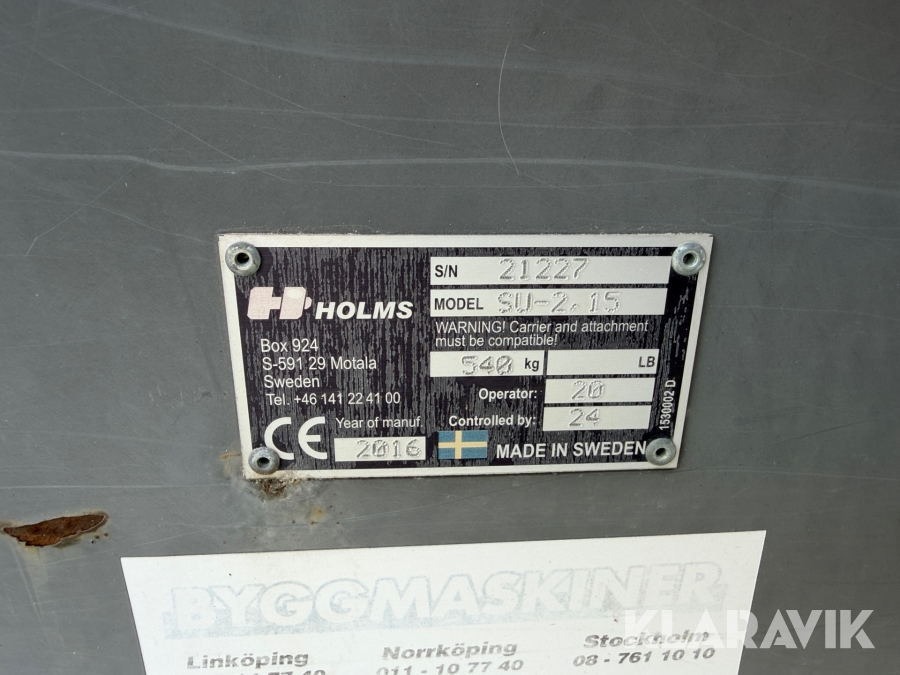 HOLMS
Box 924
S-591 29 Motala
Sweden
Tel. +46 141 22 41 00
CE
Year of manuf.
2016
S/N 21227
MODEL SU-2.15
WARNING! Carrier and attachment
must be compatible!
540 kg
LB
Operator: 20
Controlled by: 24
MADE IN SWEDEN
1530002 D
BYGGMASKINER
Linköping
Norrköping
011 - 10 77 40
Stockholm
08 - 761 10 10
KLARAVIK